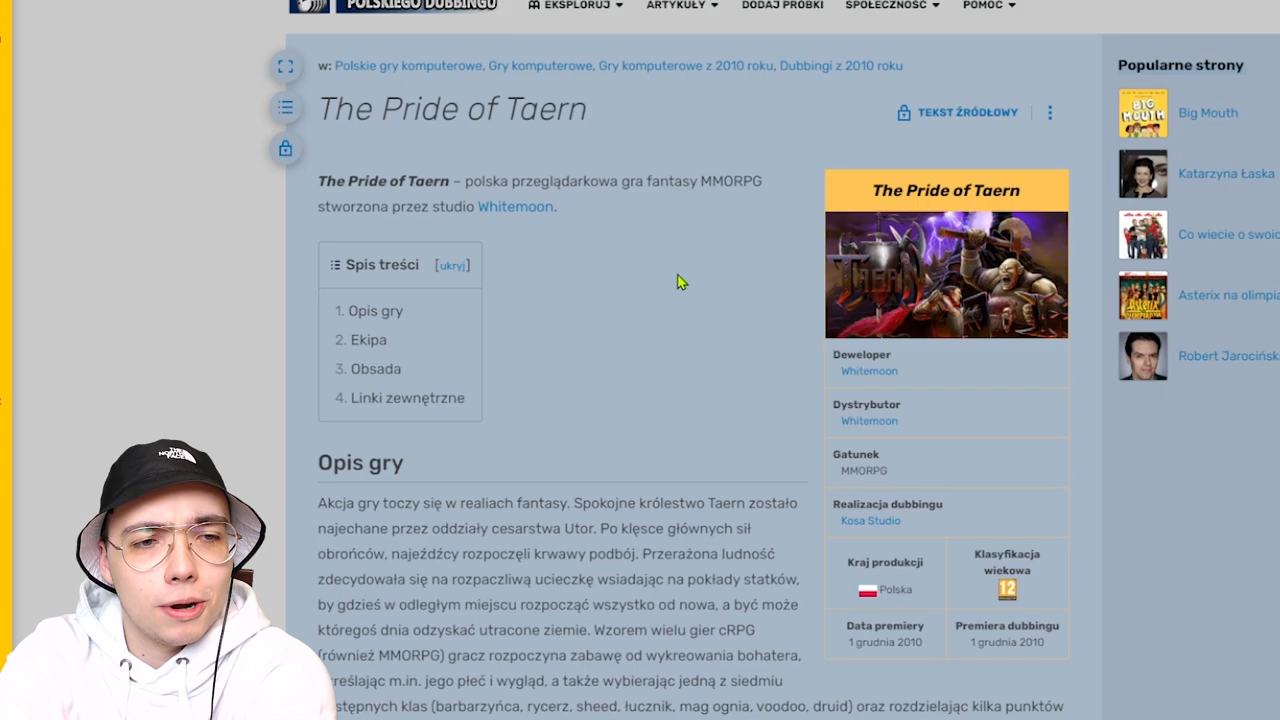 POLSKIEGO DUBBINGU
EKSPLORUJ
ARTYKUŁY
DODAJ PRÓBKI
SPOŁECZNOŚĆ
POMOC
w: Polskie gry komputerowe, Gry komputerowe, Gry komputerowe z 2010 roku, Dubbingi z 2010 roku
The Pride of Taern
TEKST ŹRÓDŁOWY
The Pride of Taern – polska przeglądarkowa gra fantasy MMORPG
stworzona przez studio Whitemoon.
Spis treści [ukryj]
1. Opis gry
2. Ekipa
3. Obsada
4. Linki zewnętrzne
Opis gry
Akcja gry toczy się w realiach fantasy. Spokojne królestwo Taern zostało
najechane przez oddziały cesarstwa Utor. Po klęsce głównych sił
obrońców, najeźdźcy rozpoczęli krwawy podbój. Przerażona ludność
zdecydowała się na rozpaczliwą ucieczkę wsiadając na pokłady statków,
by gdzieś w odległym miejscu rozpocząć wszystko od nowa, a być może
któregoś dnia odzyskać utracone ziemie. Wzorem wielu gier cRPG
(również MMORPG) gracz rozpoczyna zabawę od wykreowania bohatera,
reślając m.in. jego płeć i wygląd, a także wybierając jedną z siedmiu
stępnych klas (barbarzyńca, rycerz, sheed, łucznik, mag ognia, voodoo, druid) oraz rozdzielając kilka punktów
The Pride of Taern
TAERN
Deweloper
Whitemoon
Dystrybutor
Whitemoon
Gatunek
MMORPG
Realizacja dubbingu
Kosa Studio
Kraj produkcji
Polska
Klasyfikacja
wiekowa
12
Data premiery
1 grudnia 2010
Premiera dubbingu
1 grudnia 2010
Popularne strony
BIG
MOUTH
Big Mouth
Katarzyna Łaska
Co wiecie o swoic
Asterix na olimpia
Robert Jarocińsk
THE
NORTH
FACE